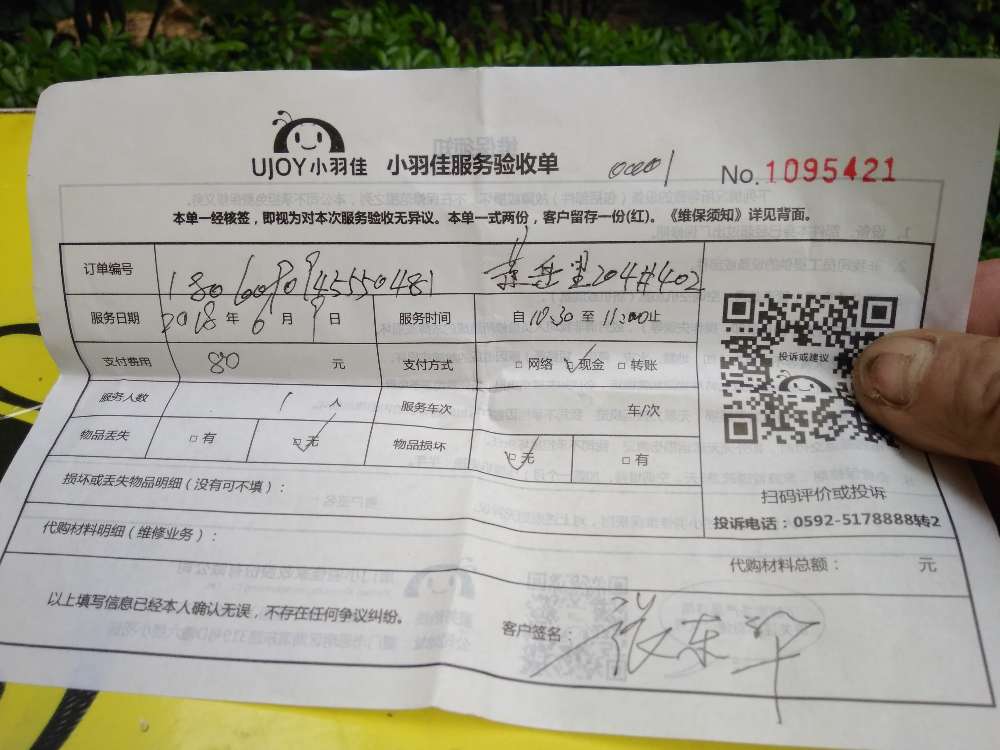 UJOY小羽佳 小羽佳服务验收单 0001 No.1095421
本单一经核签，即视为对本次服务验收无异议。本单一式两份，客户留存一份(红)。《维保须知》详见背面。
订单编号 204#402
服务日期 2018年6月9日 服务时间 自10:30至11:00止
支付费用 80元 支付方式 □网络 ☑现金 □转账
服务人数 1人 服务车次 车/次
物品丢失 □有 ☑无 物品损坏 ☑无 □有
投诉或建议
扫码评价或投诉
投诉电话：0592-5178888转2
损坏或丢失物品明细（没有可不填）：
代购材料明细（维修业务）：
代购材料总额： 元
以上填写信息已经本人确认无误，不存在任何争议纠纷。
客户签名：张东华